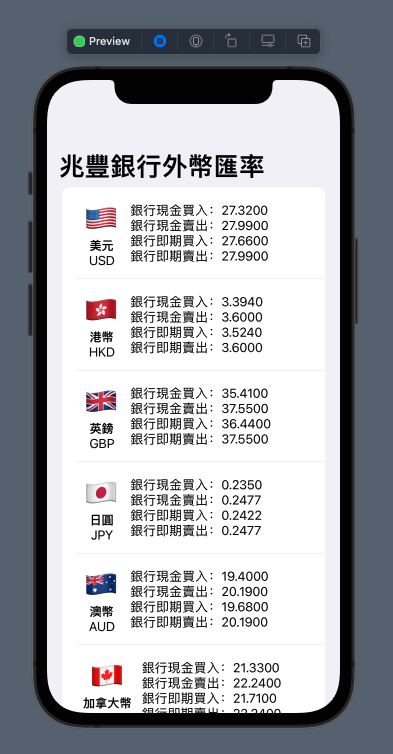 Preview
兆豐銀行外幣匯率
美元
USD
銀行現金買入：27.3200
銀行現金賣出：27.9900
銀行即期買入：27.6600
銀行即期賣出：27.9900
港幣
HKD
銀行現金買入：3.3940
銀行現金賣出：3.6000
銀行即期買入：3.5240
銀行即期賣出：3.6000
英鎊
GBP
銀行現金買入：35.4100
銀行現金賣出：37.5500
銀行即期買入：36.4400
銀行即期賣出：37.5500
日圓
JPY
銀行現金買入：0.2350
銀行現金賣出：0.2477
銀行即期買入：0.2422
銀行即期賣出：0.2477
澳幣
AUD
銀行現金買入：19.4000
銀行現金賣出：20.1900
銀行即期買入：19.6800
銀行即期賣出：20.1900
加拿大幣
銀行現金買入：21.3300
銀行現金賣出：22.2400
銀行即期買入：21.7100
銀行即期賣出：22.2400